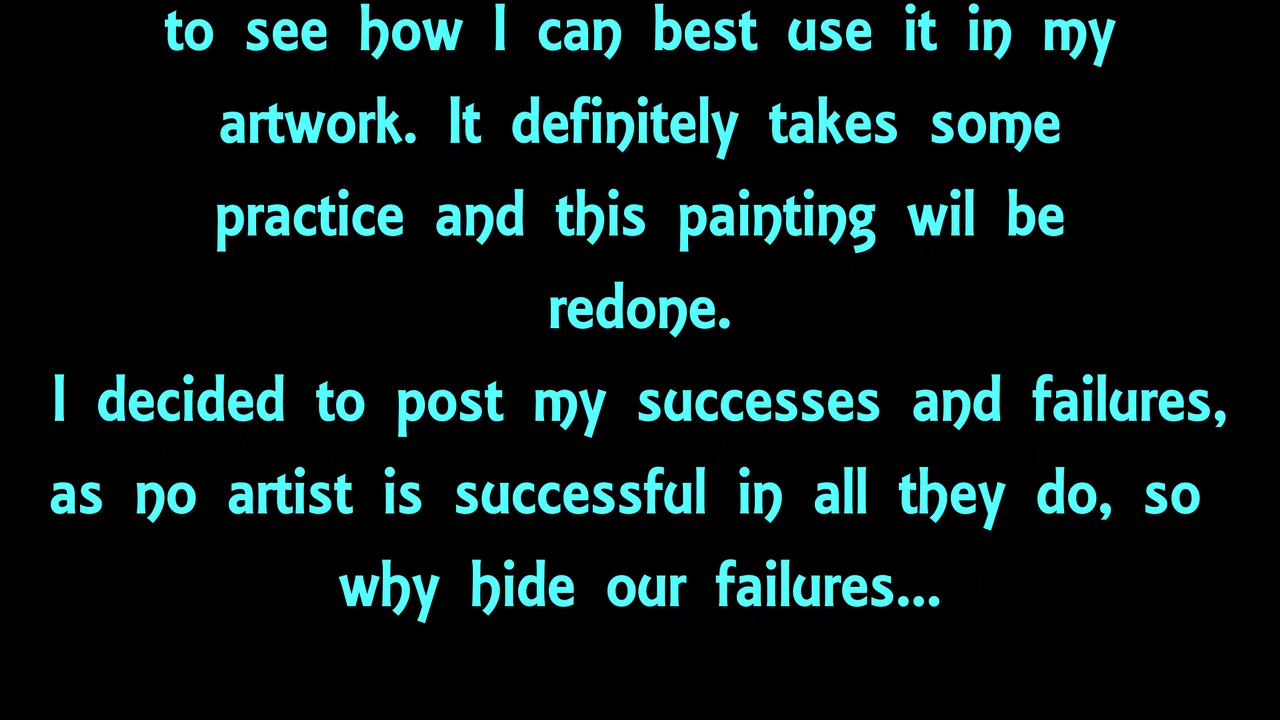 to see how I can best use it in my
artwork. It definitely takes some
practice and this painting wil be
redone.
I decided to post my successes and failures,
as no artist is successful in all they do, so
why hide our failures...